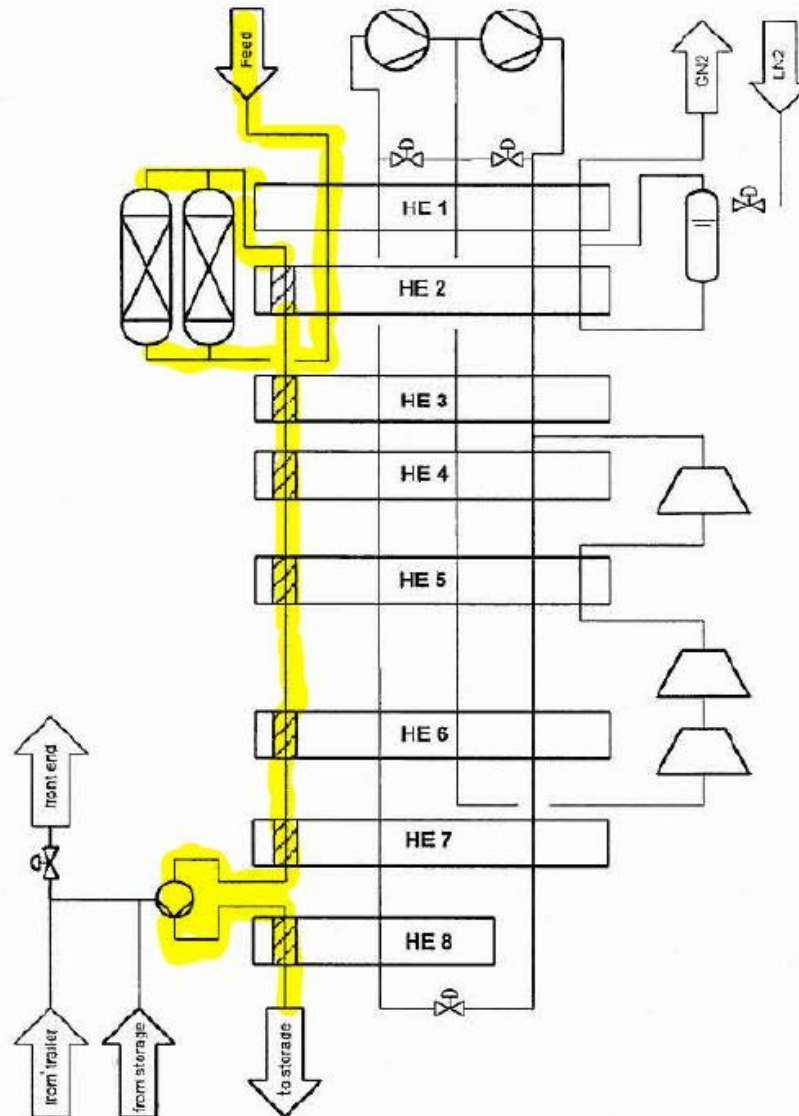 Feed
GN2
LN2
HE 1
HE 2
HE 3
HE 4
HE 5
HE 6
HE 7
HE 8
front end
from trailer
from storage
to storage